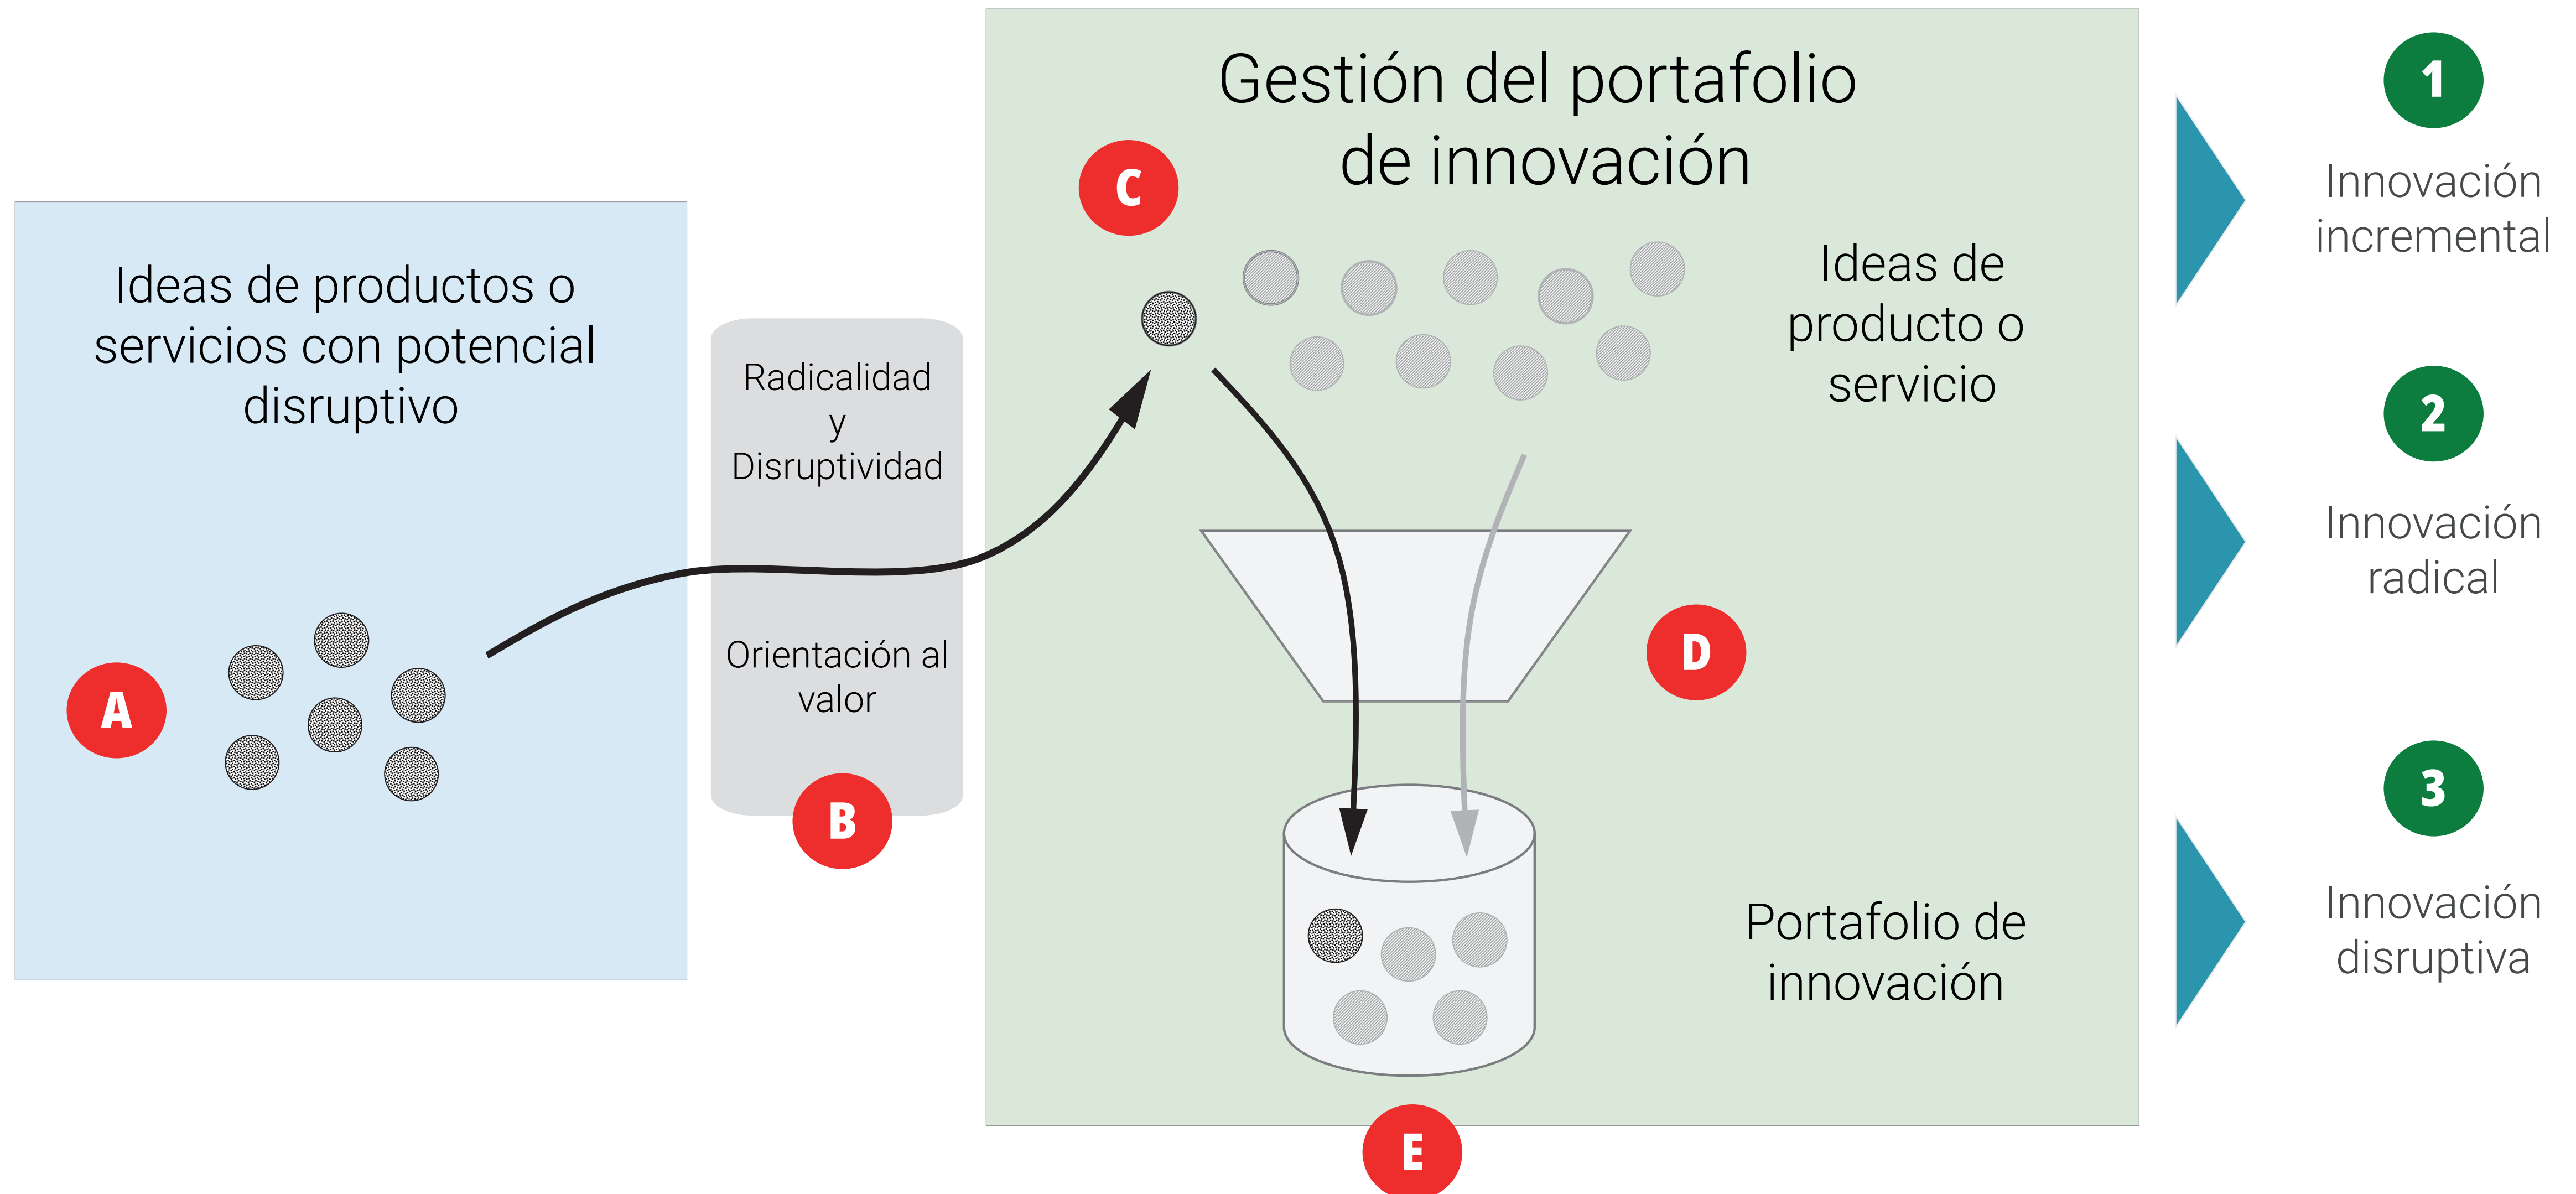 Ideas de productos o
servicios con potencial
disruptivo
A
Radicalidad
y
Disruptividad
Orientación al
valor
B
Gestión del portafolio
de innovación
C
Ideas de
producto o
servicio
D
Portafolio de
innovación
E
1
Innovación
incremental
2
Innovación
radical
3
Innovación
disruptiva